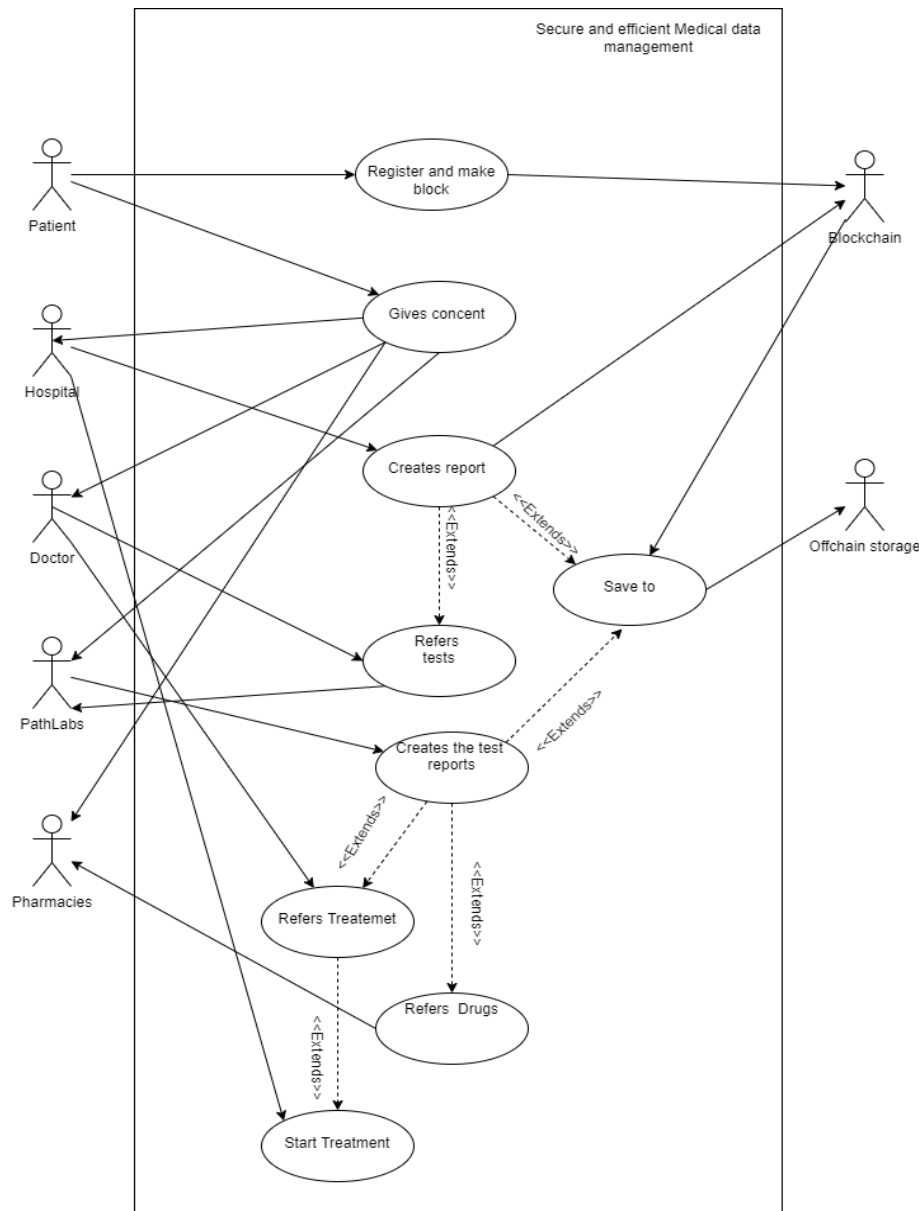 Secure and efficient Medical data
management
Register and make
block
Patient
Blockchain
Gives concent
Hospital
Creates report
<<Extends>>
<<Extends>>
Doctor
Offchain storage
Save to
Refers
tests
PathLabs
Creates the test
reports
<<Extends>>
<<Extends>>
<<Extends>>
Pharmacies
Refers Treatemet
Refers Drugs
<<Extends>>
Start Treatment